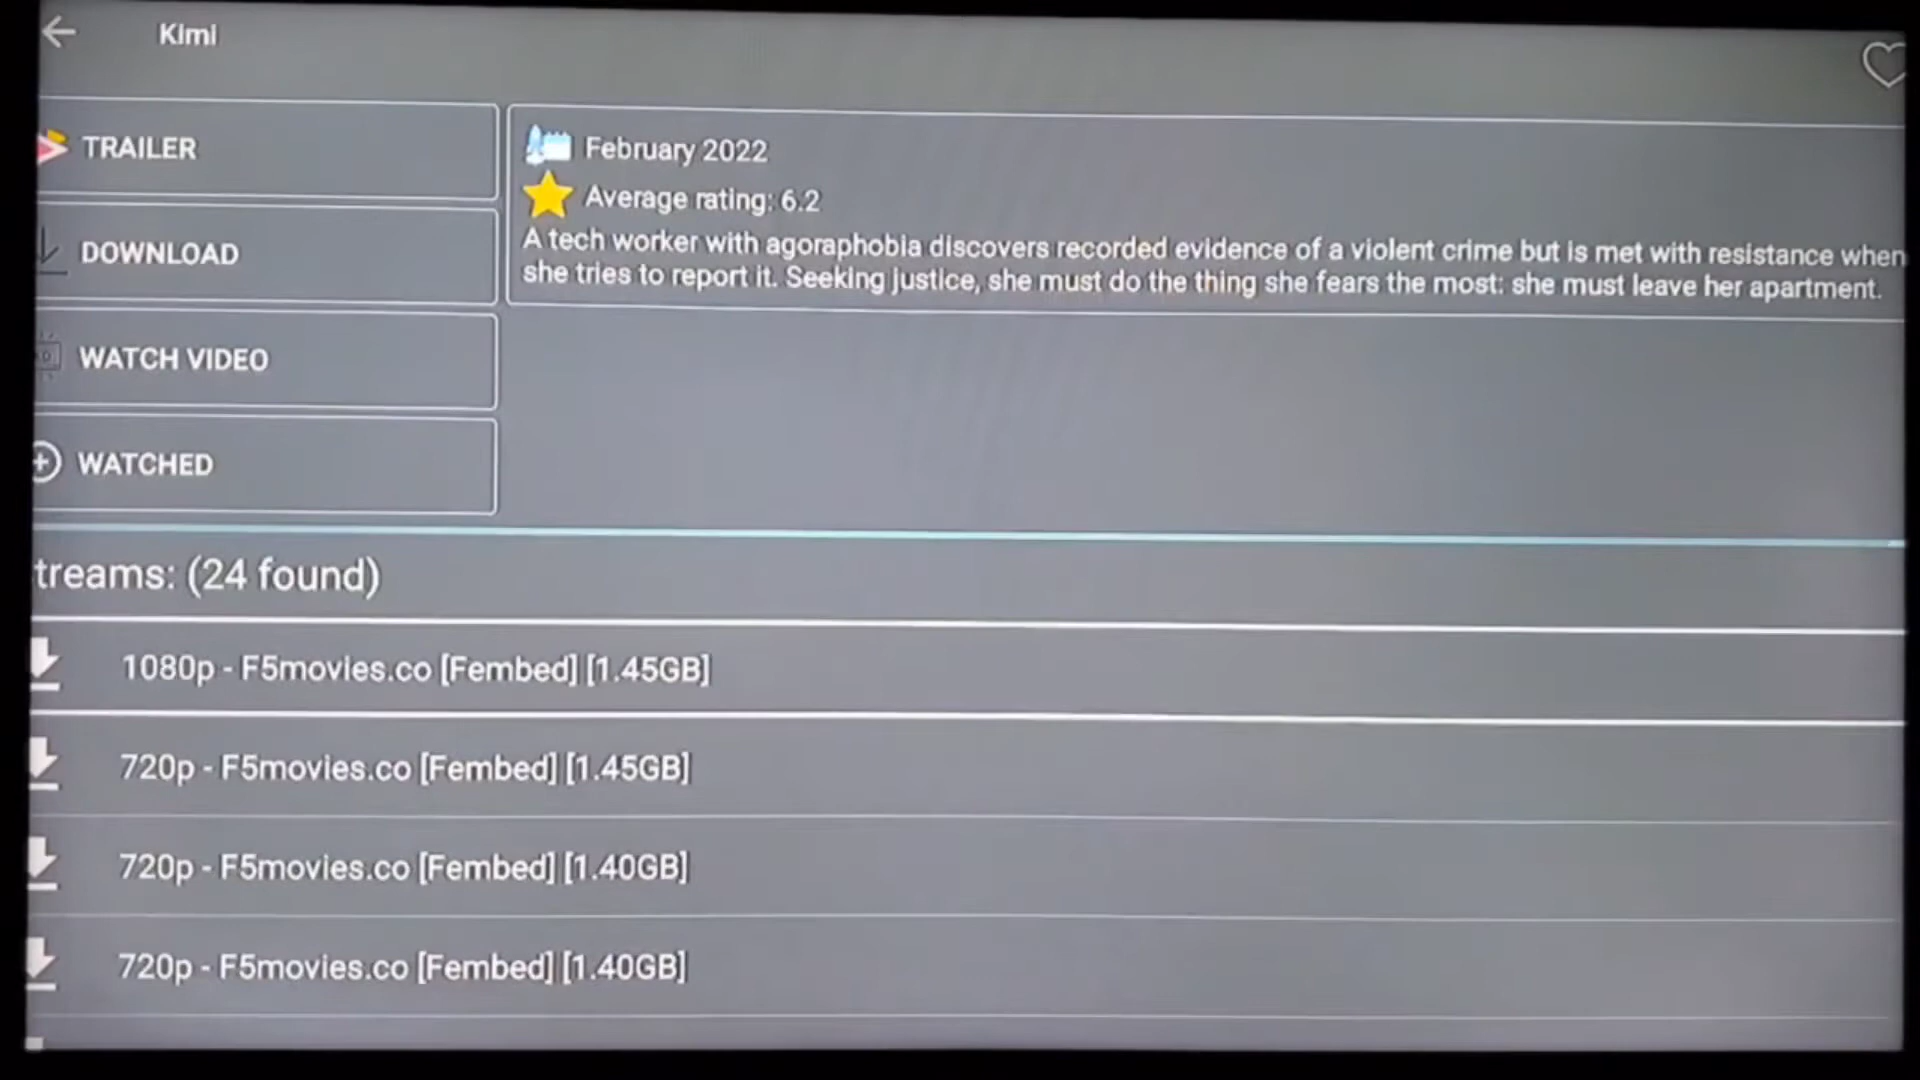 Kimi
TRAILER
DOWNLOAD
WATCH VIDEO
WATCHED
February 2022
Average rating: 6.2
A tech worker with agoraphobia discovers recorded evidence of a violent crime but is met with resistance when
she tries to report it. Seeking justice, she must do the thing she fears the most: she must leave her apartment.
treams: (24 found)
1080p - F5movies.co [Fembed] [1.45GB]
720p - F5movies.co [Fembed] [1.45GB]
720p - F5movies.co [Fembed] [1.40GB]
720p - F5movies.co [Fembed] [1.40GB]